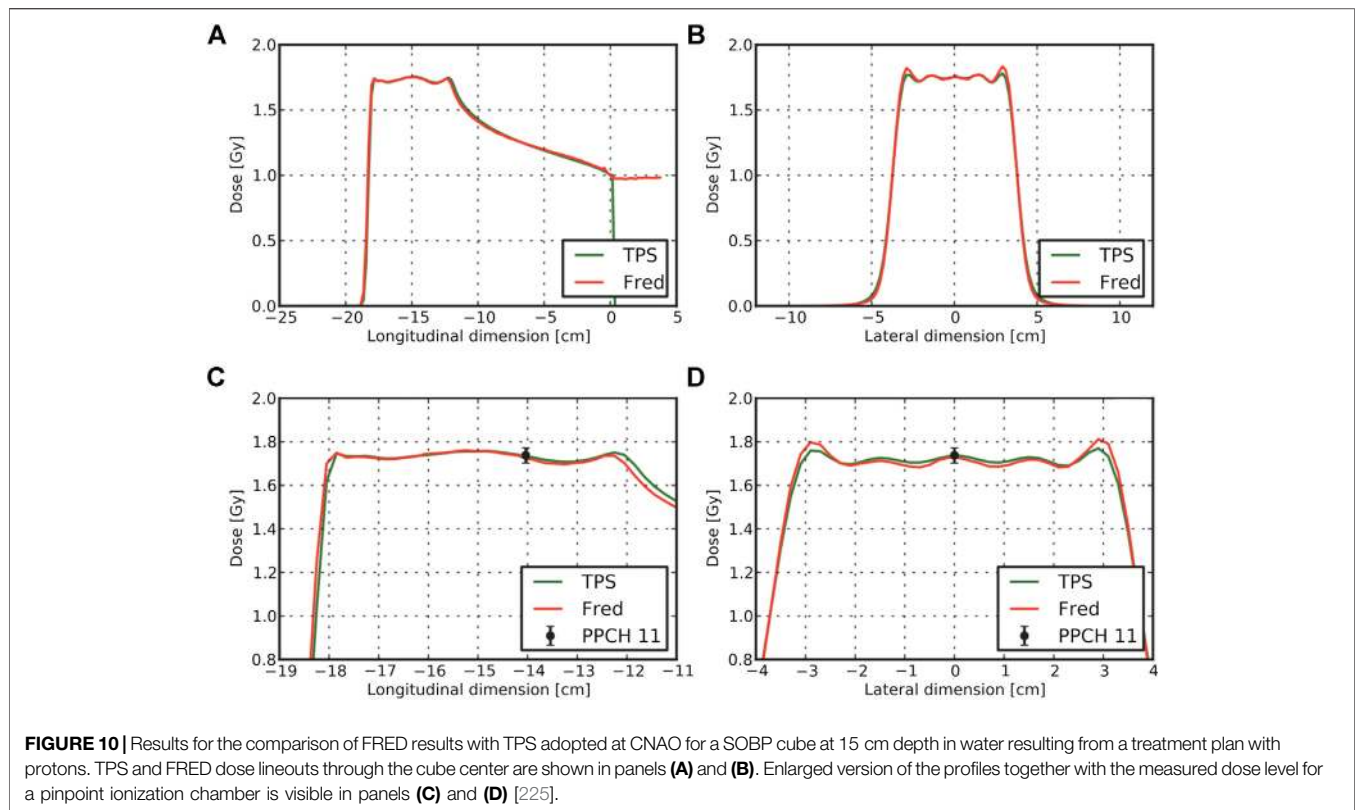 A
2.0
1.5
1.0
0.5
0.0
Dose [Gy]
−25 −20 −15 −10 −5 0 5
Longitudinal dimension [cm]
TPS
Fred
B
2.0
1.5
1.0
0.5
0.0
Dose [Gy]
−10 −5 0 5 10
Lateral dimension [cm]
TPS
Fred
C
2.0
1.8
1.6
1.4
1.2
1.0
0.8
Dose [Gy]
−19 −18 −17 −16 −15 −14 −13 −12 −11
Longitudinal dimension [cm]
TPS
Fred
PPCH 11
D
2.0
1.8
1.6
1.4
1.2
1.0
0.8
Dose [Gy]
−4 −3 −2 −1 0 1 2 3 4
Lateral dimension [cm]
TPS
Fred
PPCH 11
FIGURE 10 | Results for the comparison of FRED results with TPS adopted at CNAO for a SOBP cube at 15 cm depth in water resulting from a treatment plan with
protons. TPS and FRED dose lineouts through the cube center are shown in panels (A) and (B). Enlarged version of the profiles together with the measured dose level for
a pinpoint ionization chamber is visible in panels (C) and (D) [225].